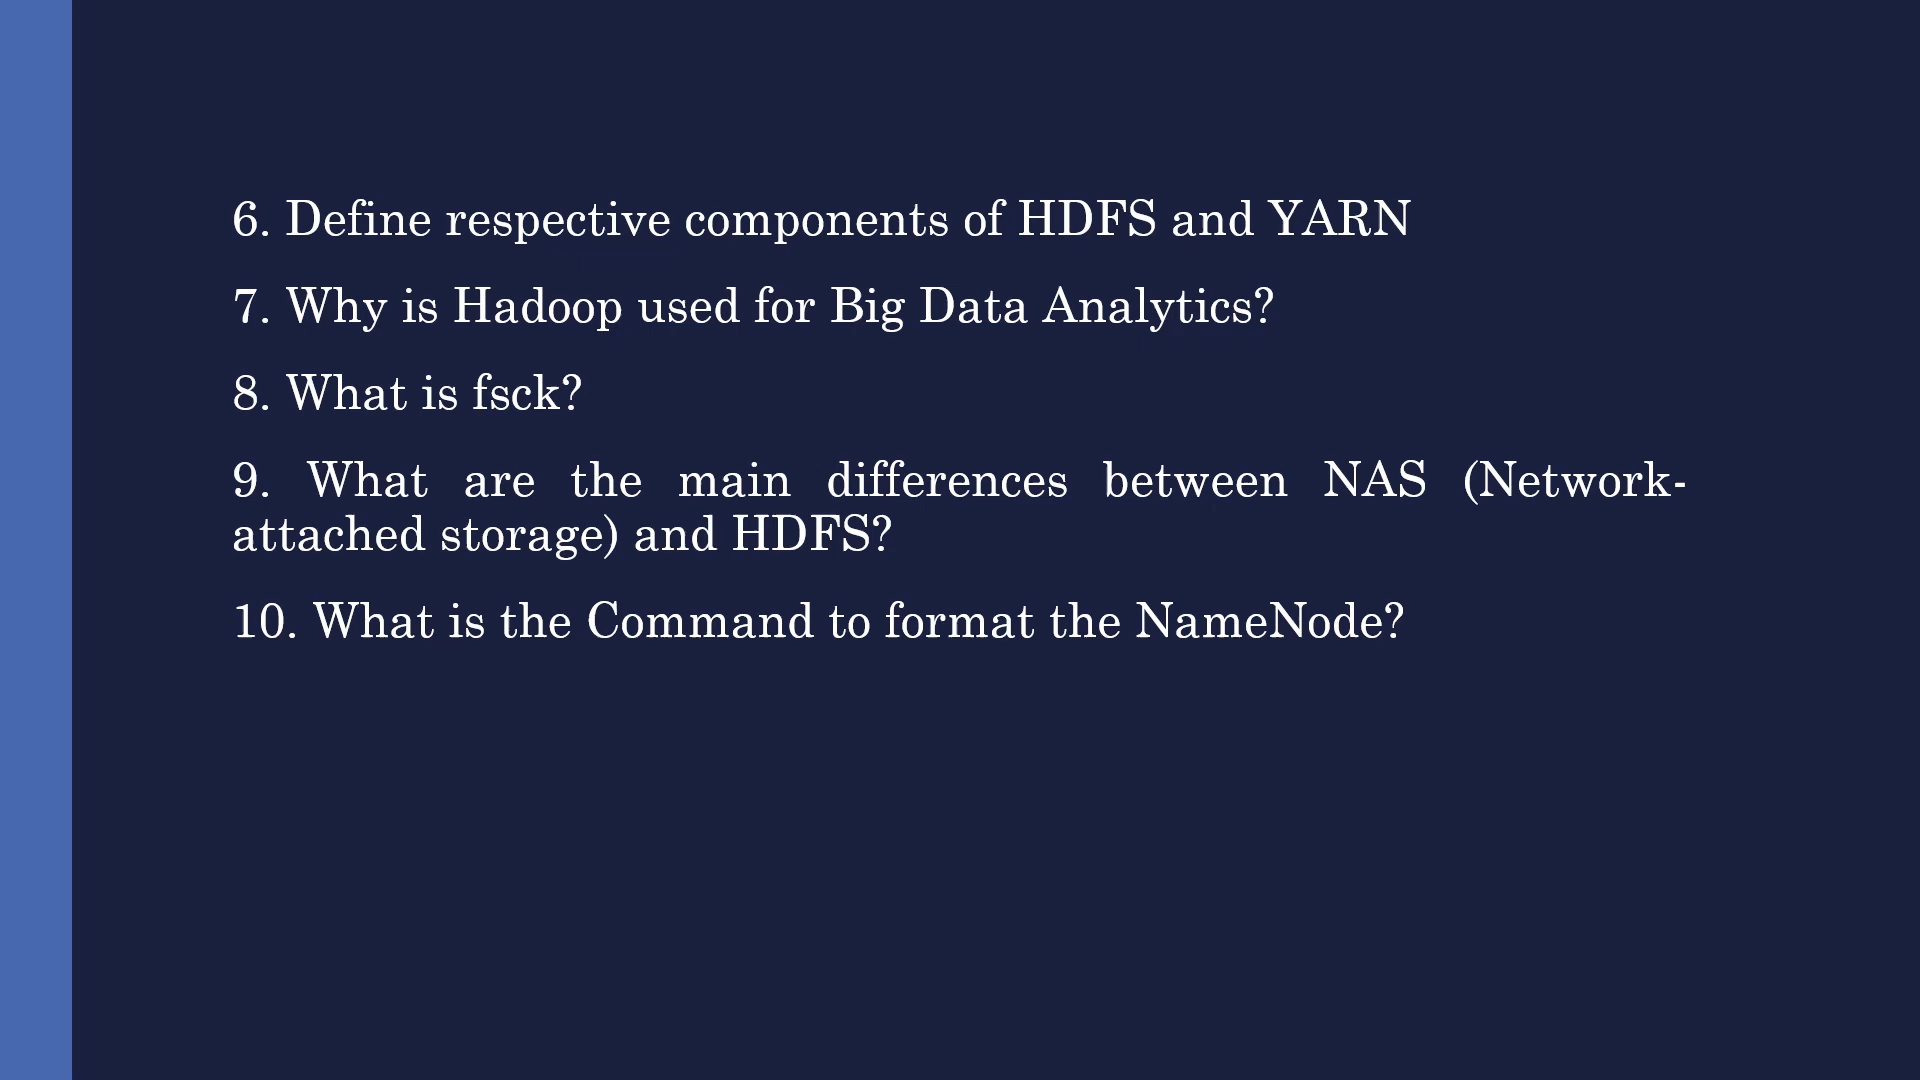 6. Define respective components of HDFS and YARN
7. Why is Hadoop used for Big Data Analytics?
8. What is fsck?
9. What are the main differences between NAS (Network-
attached storage) and HDFS?
10. What is the Command to format the NameNode?